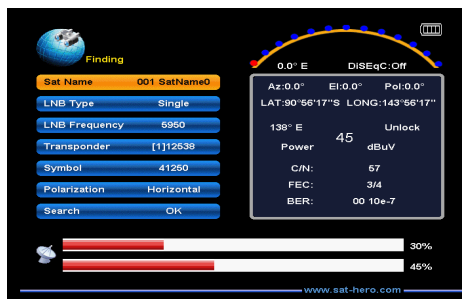 Finding
0.0° E DiSEqC:Off
Sat Name 001 SatName0
LNB Type Single
LNB Frequency 5950
Transponder [1]12538
Symbol 41250
Polarization Horizontal
Search OK
Az:0.0° El:0.0° Pol:0.0°
LAT:90°56'17"S LONG:143°56'17"
138° E 45 Unlock
Power dBuV
C/N: 67
FEC: 3/4
BER: 00 10e-7
30%
45%
www.sat-hero.com